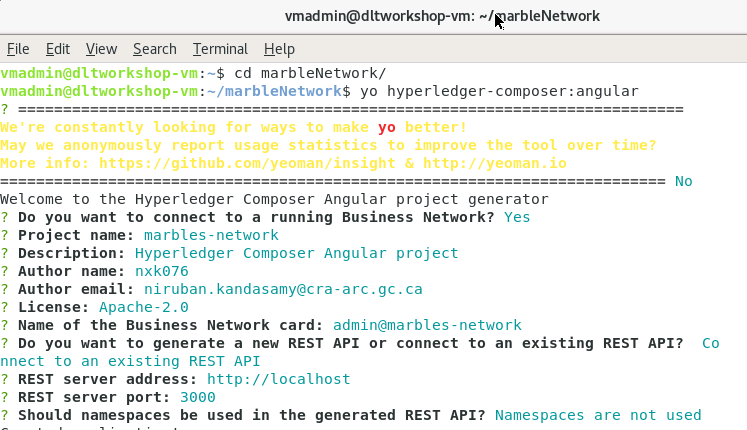 vmadmin@dltworkshop-vm: ~/marbleNetwork
File Edit View Search Terminal Help
vmadmin@dltworkshop-vm:~$ cd marbleNetwork/
vmadmin@dltworkshop-vm:~/marbleNetwork$ yo hyperledger-composer:angular
? ==========================================================================
We're constantly looking for ways to make yo better!
May we anonymously report usage statistics to improve the tool over time?
More info: https://github.com/yeoman/insight & http://yeoman.io
========================================================================== No
Welcome to the Hyperledger Composer Angular project generator
? Do you want to connect to a running Business Network? Yes
? Project name: marbles-network
? Description: Hyperledger Composer Angular project
? Author name: nxk076
? Author email: niruban.kandasamy@cra-arc.gc.ca
? License: Apache-2.0
? Name of the Business Network card: admin@marbles-network
? Do you want to generate a new REST API or connect to an existing REST API?  Co
nnect to an existing REST API
? REST server address: http://localhost
? REST server port: 3000
? Should namespaces be used in the generated REST API? Namespaces are not used